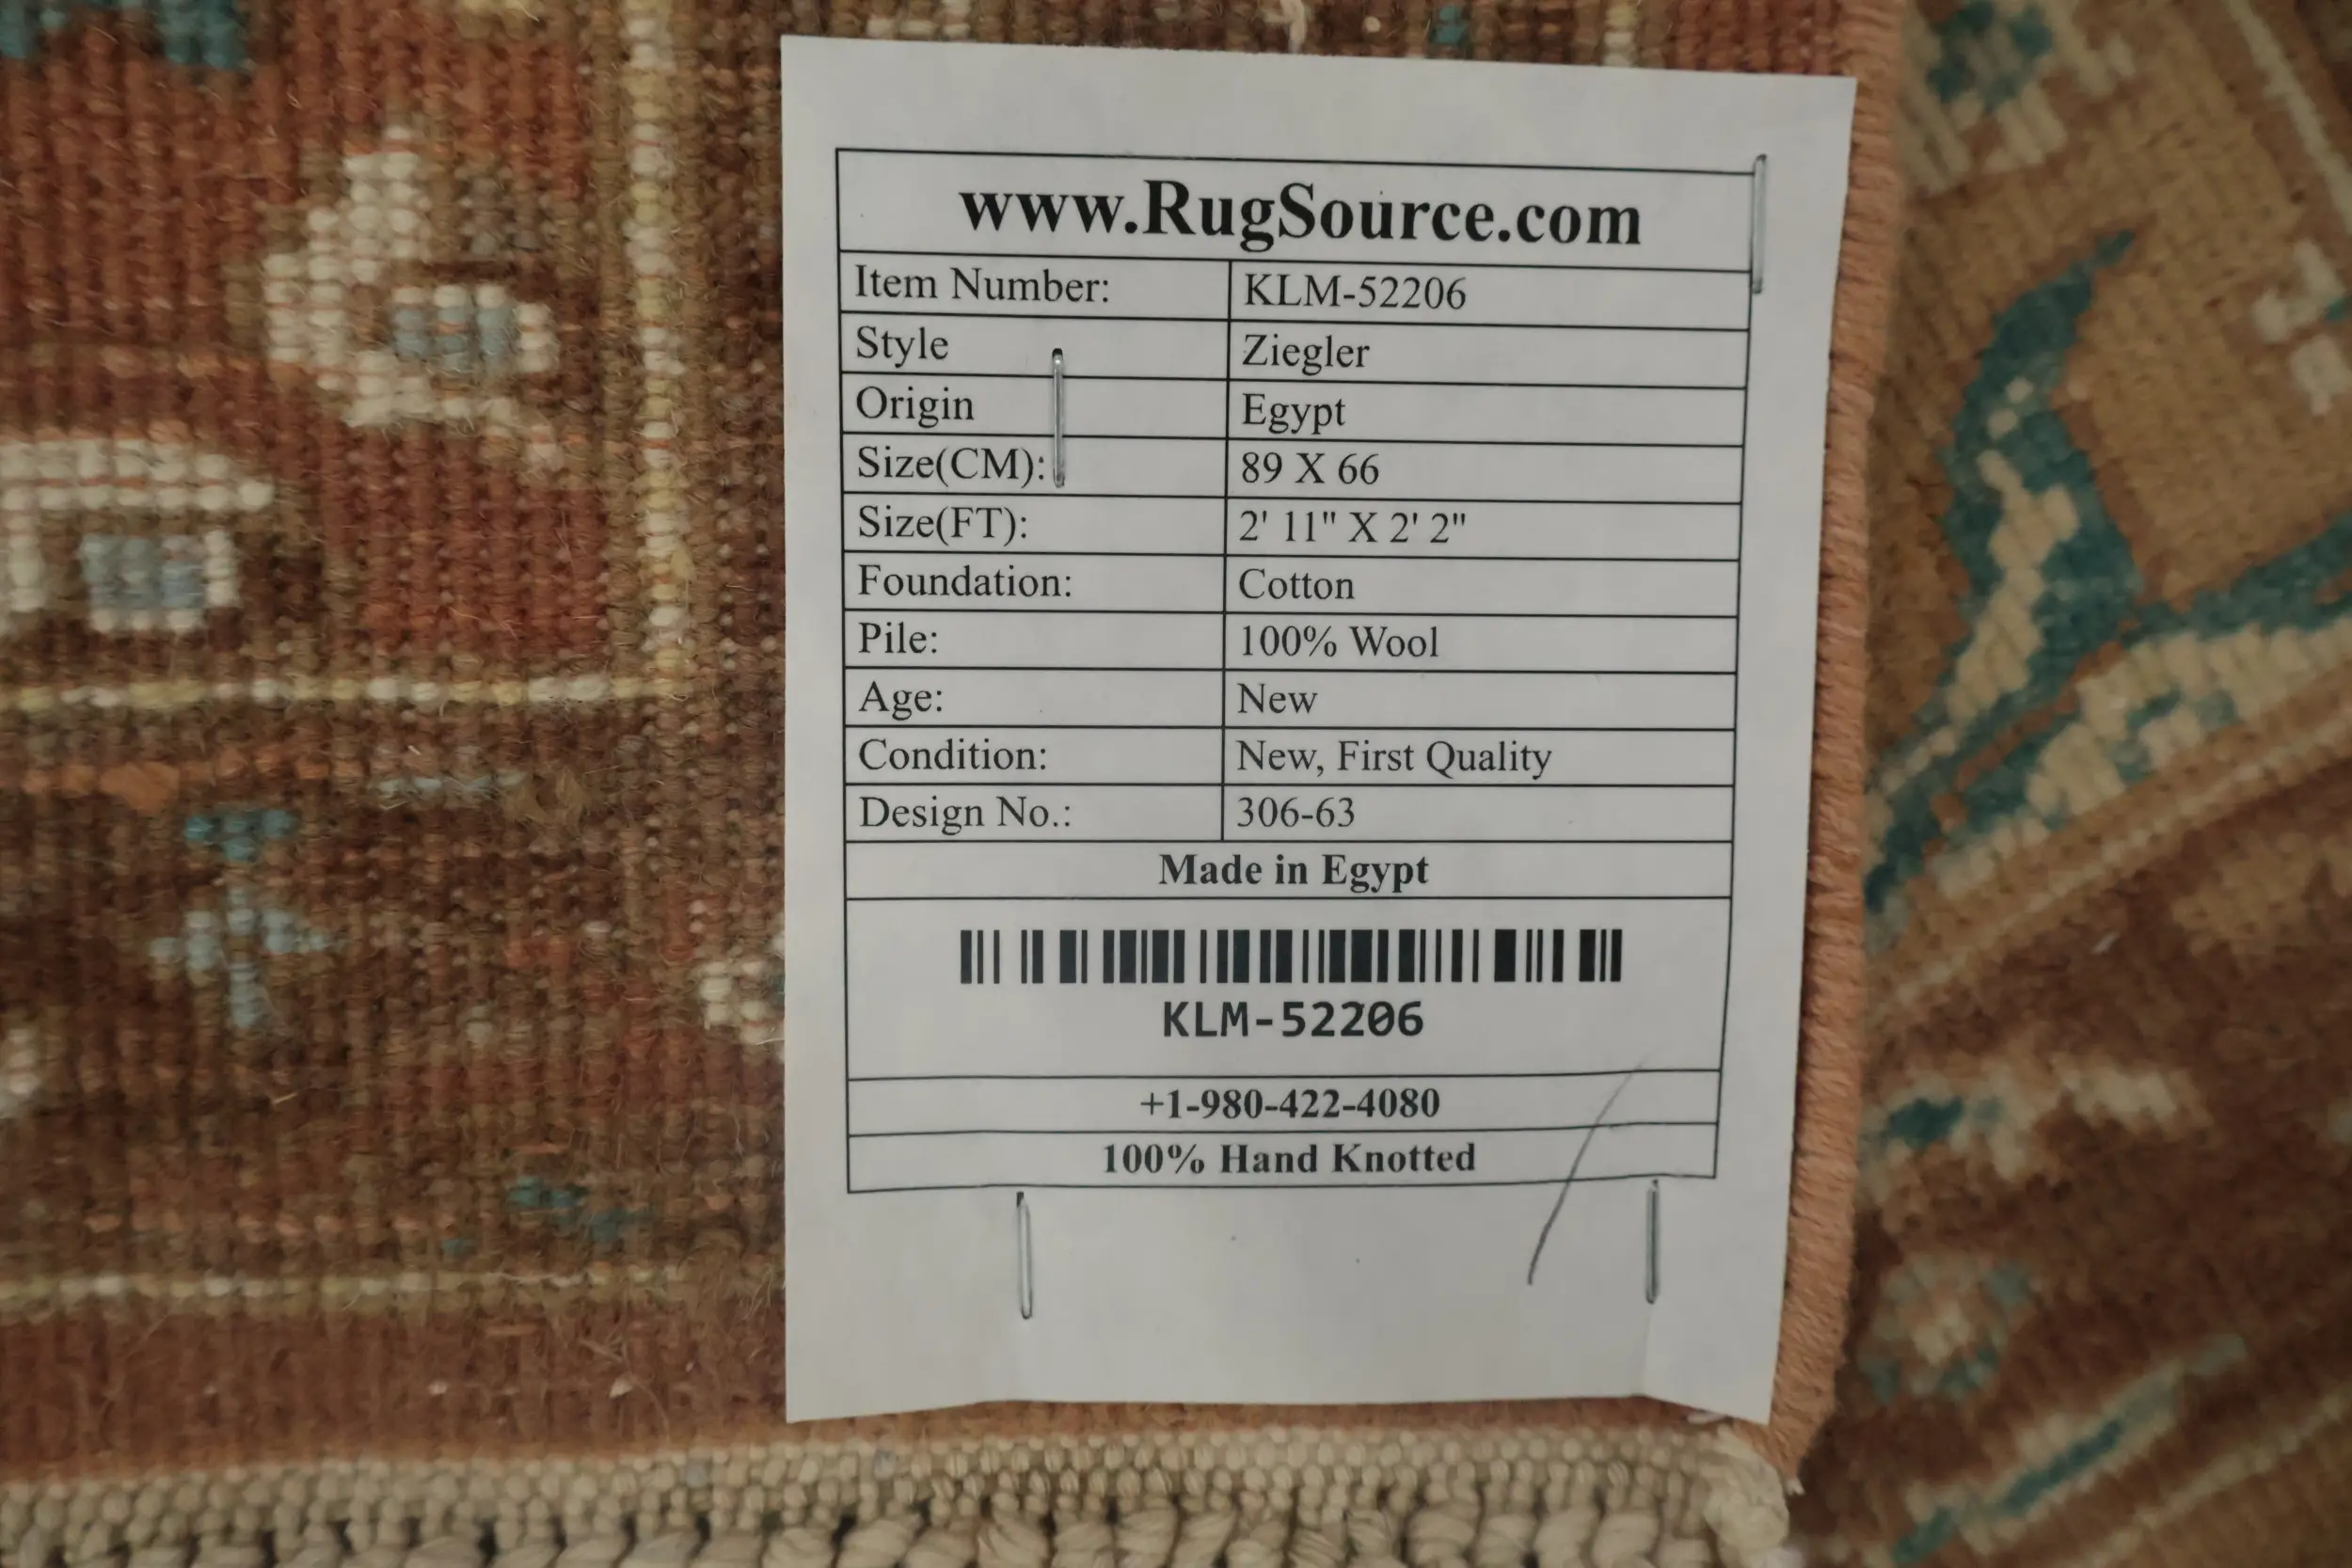 www.RugSource.com
Item Number: KLM-52206
Style Ziegler
Origin Egypt
Size(CM): 89 X 66
Size(FT): 2' 11" X 2' 2"
Foundation: Cotton
Pile: 100% Wool
Age: New
Condition: New, First Quality
Design No.: 306-63
Made in Egypt
KLM-52206
+1-980-422-4080
100% Hand Knotted